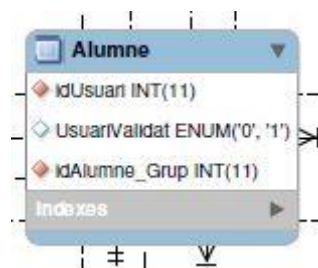 Alumne
idUsuari INT(11)
UsuariValidat ENUM('0', '1')
idAlumne_Grup INT(11)
Indexes